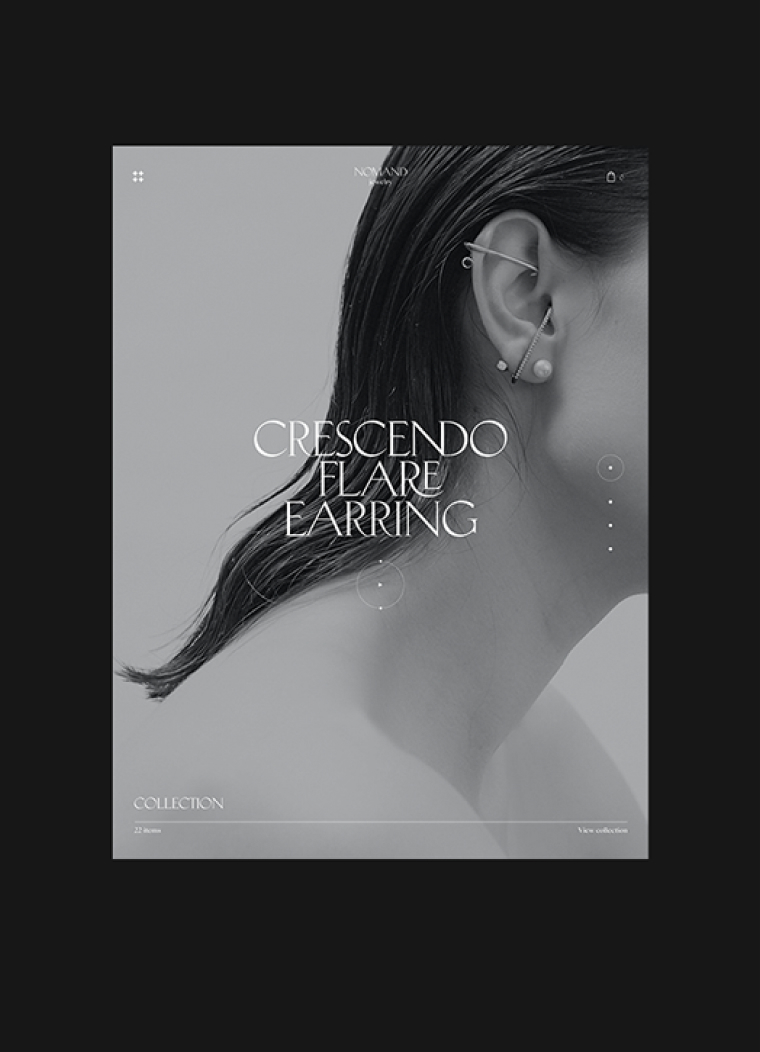 NOMAND
jewelry
CRESCENDO
FLARE
EARRING
COLLECTION
22 items
View collection